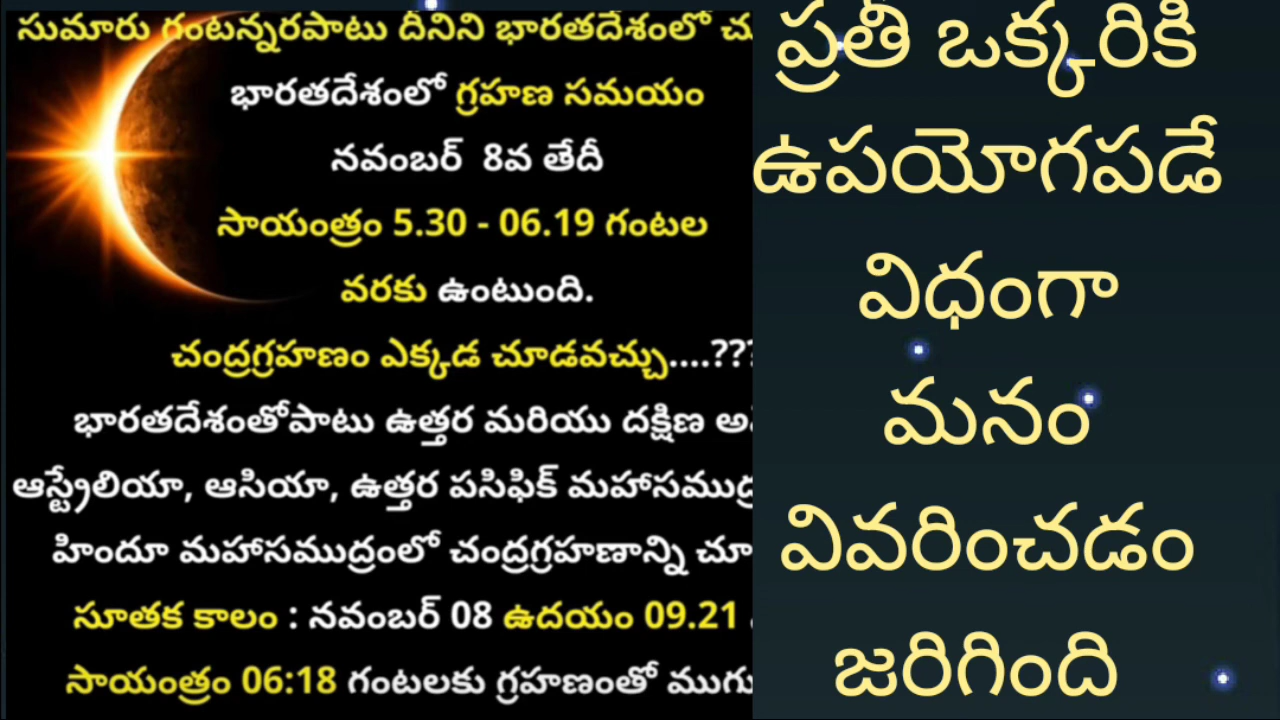 సుమారు గంటన్నరపాటు దీనిని భారతదేశంలో
భారతదేశంలో గ్రహణ సమయం
నవంబర్ 8వ తేదీ
సాయంత్రం 5.30 - 06.19 గంటల
వరకు ఉంటుంది.
చంద్రగ్రహణం ఎక్కడ చూడవచ్చు....???
భారతదేశంతోపాటు ఉత్తర మరియు దక్షిణ
ఆస్ట్రేలియా, ఆసియా, ఉత్తర పసిఫిక్
హిందూ మహాసముద్రంలో చంద్రగ్రహణాన్ని
సూతక కాలం : నవంబర్ 08 ఉదయం 09.21
సాయంత్రం 06:18 గంటలకు గ్రహణంతో
ప్రతీ ఒక్కరికి
ఉపయోగపడే
విధంగా
మనం
వివరించడం
జరిగింది